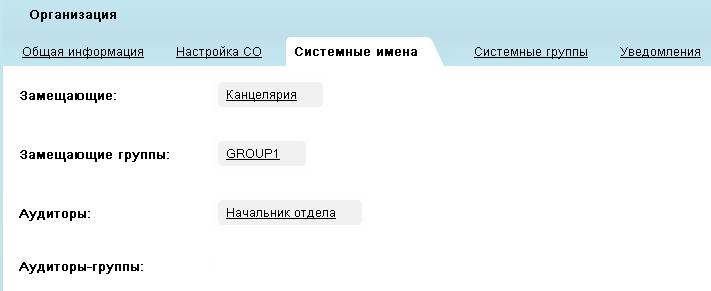 Организация
Общая информация Настройка СО Системные имена Системные группы Уведомления
Замещающие: Канцелярия
Замещающие группы: GROUP1
Аудиторы: Начальник отдела
Аудиторы-группы: